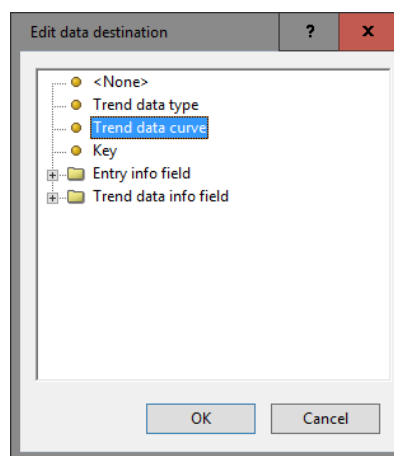 Edit data destination
?
x
<None>
Trend data type
Trend data curve
Key
Entry info field
Trend data info field
OK
Cancel